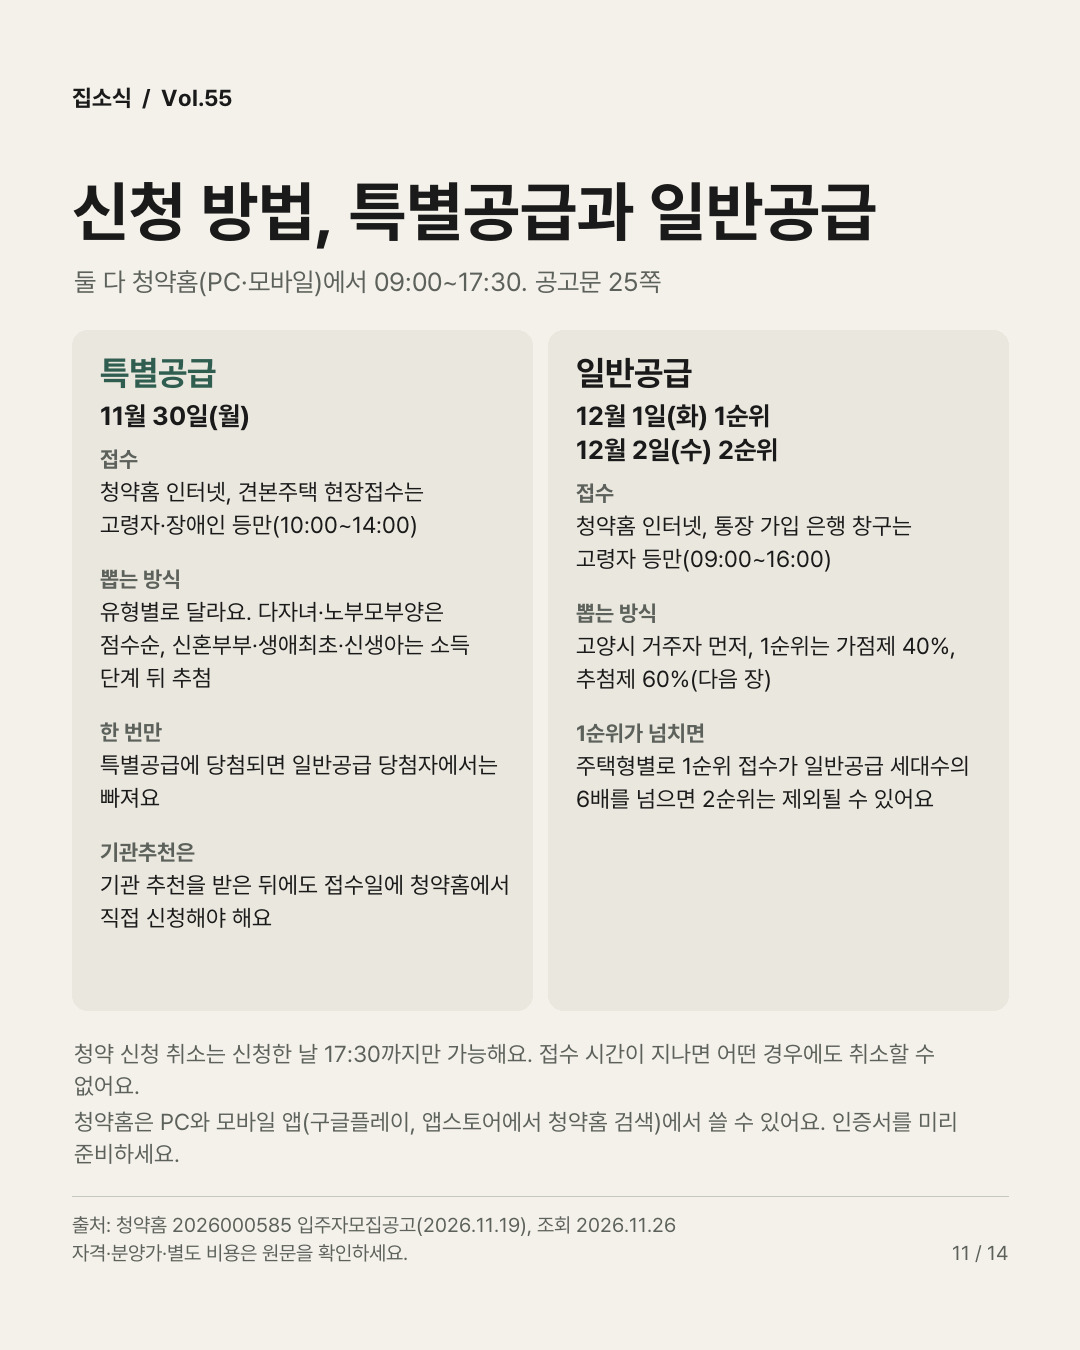 집소식 / Vol.55
신청 방법, 특별공급과 일반공급
둘 다 청약홈(PC·모바일)에서 09:00~17:30. 공고문 25쪽
특별공급
11월 30일(월)
접수
청약홈 인터넷, 견본주택 현장접수는
고령자·장애인 등만(10:00~14:00)
뽑는 방식
유형별로 달라요. 다자녀·노부모부양은
점수순, 신혼부부·생애최초·신생아는 소득
단계 뒤 추첨
한 번만
특별공급에 당첨되면 일반공급 당첨자에서는
빠져요
기관추천은
기관 추천을 받은 뒤에도 접수일에 청약홈에서
직접 신청해야 해요
일반공급
12월 1일(화) 1순위
12월 2일(수) 2순위
접수
청약홈 인터넷, 통장 가입 은행 창구는
고령자 등만(09:00~16:00)
뽑는 방식
고양시 거주자 먼저, 1순위는 가점제 40%,
추첨제 60%(다음 장)
1순위가 넘치면
주택형별로 1순위 접수가 일반공급 세대수의
6배를 넘으면 2순위는 제외될 수 있어요
청약 신청 취소는 신청한 날 17:30까지만 가능해요. 접수 시간이 지나면 어떤 경우에도 취소할 수
없어요.
청약홈은 PC와 모바일 앱(구글플레이, 앱스토어에서 청약홈 검색)에서 쓸 수 있어요. 인증서를 미리
준비하세요.
출처: 청약홈 2026000585 입주자모집공고(2026.11.19), 조회 2026.11.26
자격·분양가·별도 비용은 원문을 확인하세요.
11 / 14